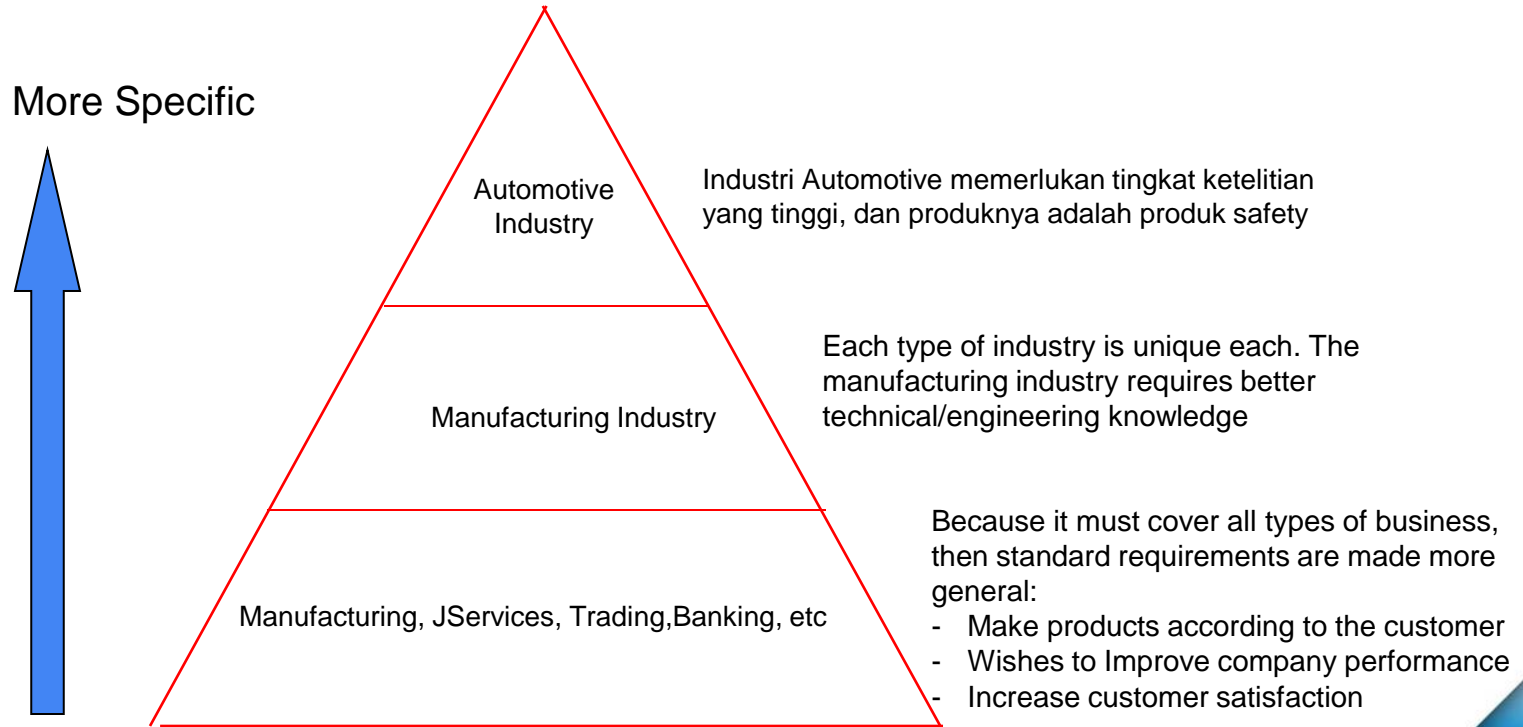 More Specific
Automotive
Industry
Industri Automotive memerlukan tingkat ketelitian
yang tinggi, dan produknya adalah produk safety
Manufacturing Industry
Each type of industry is unique each. The
manufacturing industry requires better
technical/engineering knowledge
Manufacturing, JServices, Trading,Banking, etc
Because it must cover all types of business,
then standard requirements are made more
general:
- Make products according to the customer
- Wishes to Improve company performance
- Increase customer satisfaction